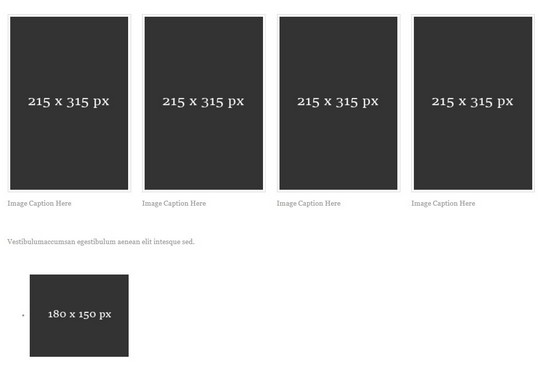 215 x 315 px 215 x 315 px 215 x 315 px 215 x 315 px
Image Caption Here Image Caption Here Image Caption Here Image Caption Here
Vestibulumaccumsan egestibulum aenean elit intesque sed.
180 x 150 px